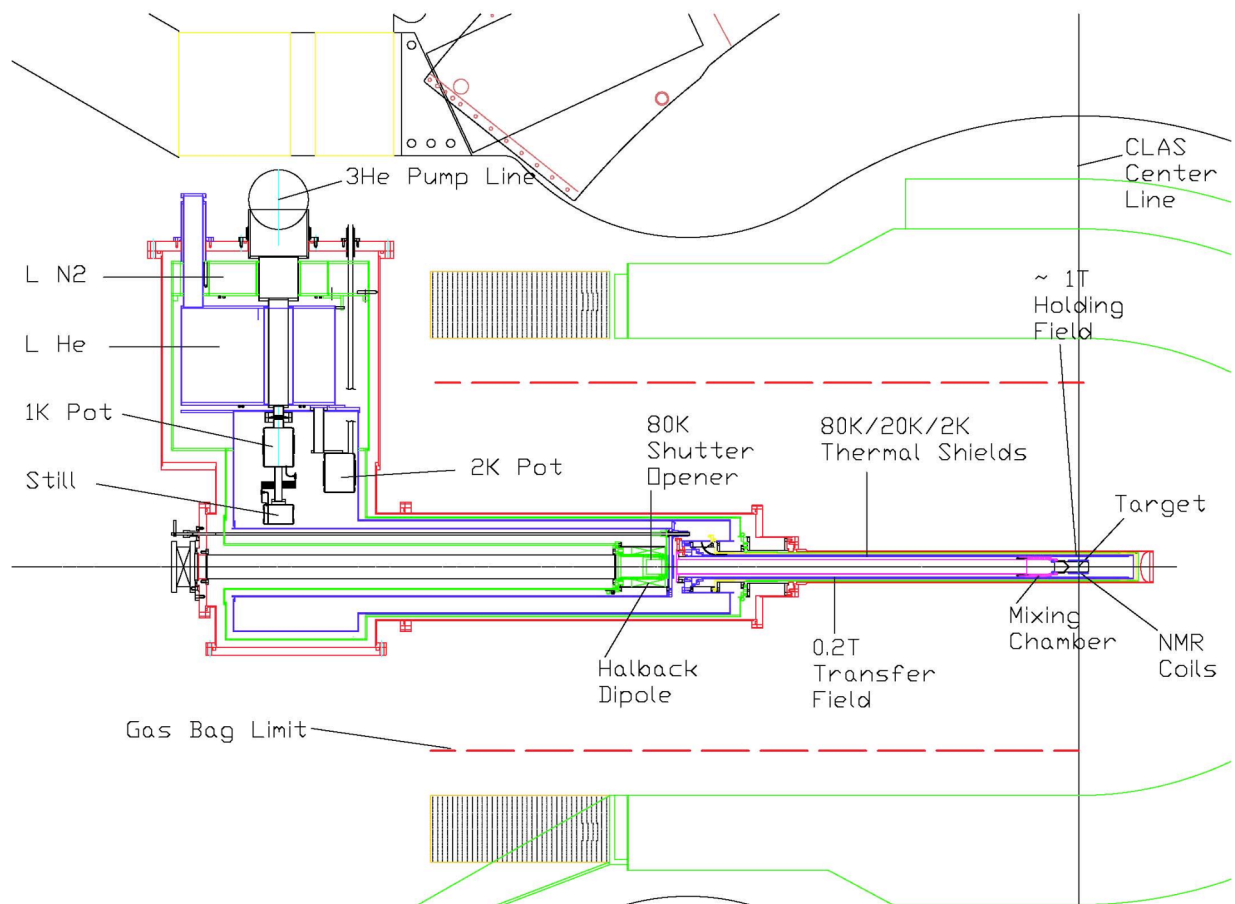 3He Pump Line
CLAS
Center
Line
L N2
~ 1T
Holding
Field
L He
1K Pot
80K
Shutter
Opener
80K/20K/2K
Thermal Shields
2K Pot
Still
Target
Mixing
Chamber
NMR
Coils
0.2T
Transfer
Field
Halback
Dipole
Gas Bag Limit